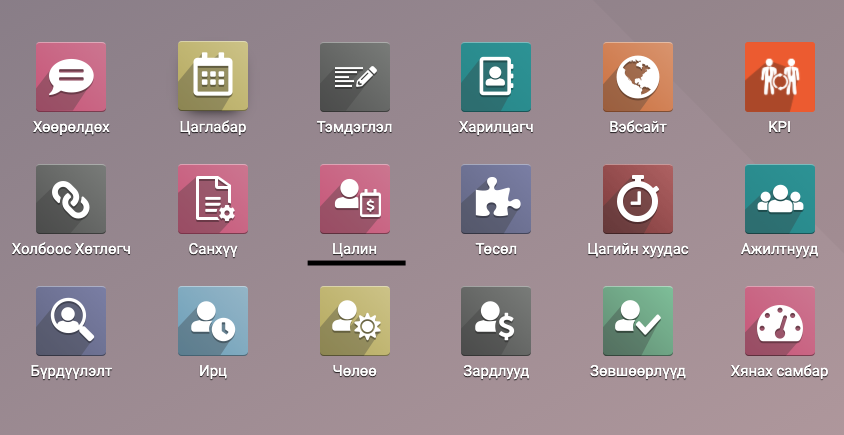 Хөөрөлдөх
Цаглабар
Тэмдэглэл
Харилцагч
Вэбсайт
KPI
Холбоос Хөтлөгч
Санхүү
Цалин
Төсөл
Цагийн хуудас
Ажилтнууд
Бүрдүүлэлт
Ирц
Чөлөө
Зардлууд
Зөвшөөрлүүд
Хянах самбар